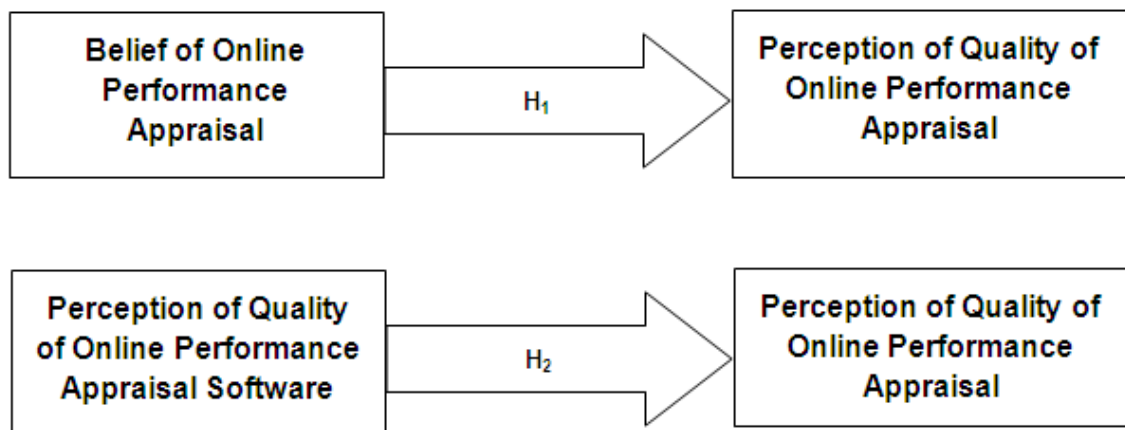 Belief of Online
Performance
Appraisal
H₁
Perception of Quality of
Online Performance
Appraisal
Perception of Quality
of Online Performance
Appraisal Software
H₂
Perception of Quality of
Online Performance
Appraisal